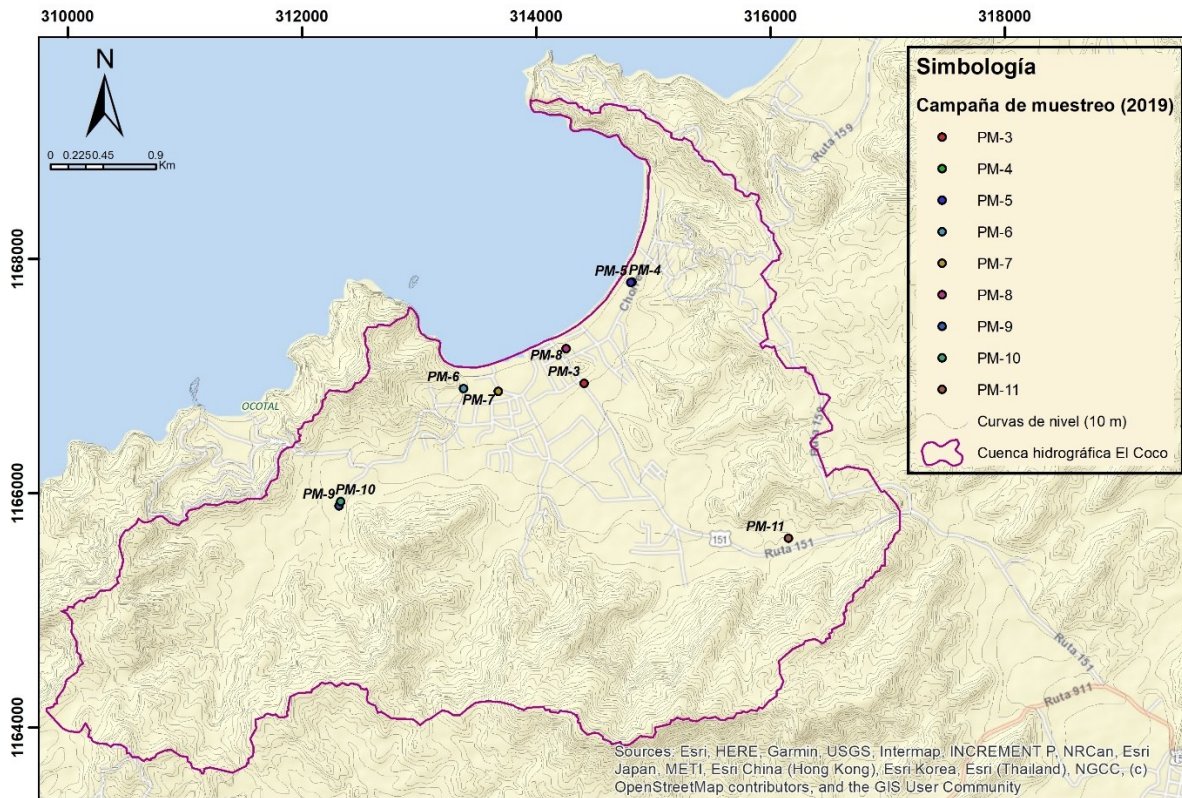 310000
312000
314000
316000
318000
N
0 0.225 0.45 0.9
Km
1168000
1166000
1164000
Simbología
Campaña de muestreo (2019)
PM-3
PM-4
PM-5
PM-6
PM-7
PM-8
PM-9
PM-10
PM-11
Curvas de nivel (10 m)
Cuenca hidrográfica El Coco
Ruta 159
PM-5 PM-4
PM-8
PM-3
PM-6
PM-7
OCOTAL
Ruta 159
PM-9 PM-10
PM-11
151
Ruta 151
Ruta 151
Ruta 911
Sources: Esri, HERE, Garmin, USGS, Intermap, INCREMENT P, NRCan, Esri
Japan, METI, Esri China (Hong Kong), Esri Korea, Esri (Thailand), NGCC, (c)
OpenStreetMap contributors, and the GIS User Community